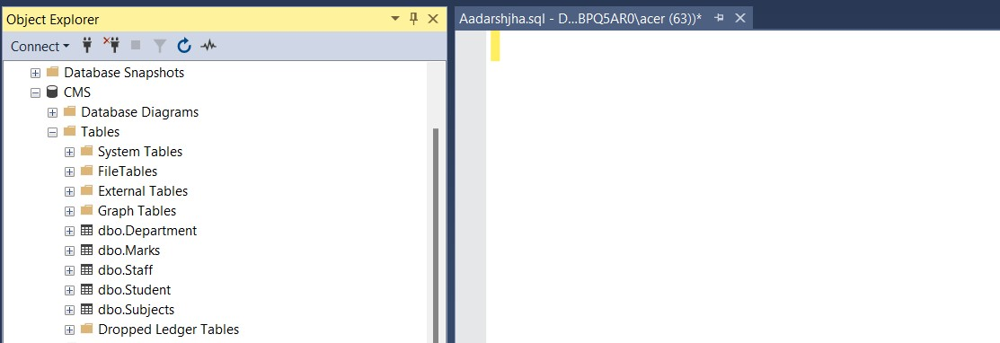 Object Explorer
Connect
Database Snapshots
CMS
Database Diagrams
Tables
System Tables
FileTables
External Tables
Graph Tables
dbo.Department
dbo.Marks
dbo.Staff
dbo.Student
dbo.Subjects
Dropped Ledger Tables
Aadarshjha.sql - D...BPQ5AR0\acer (63))*